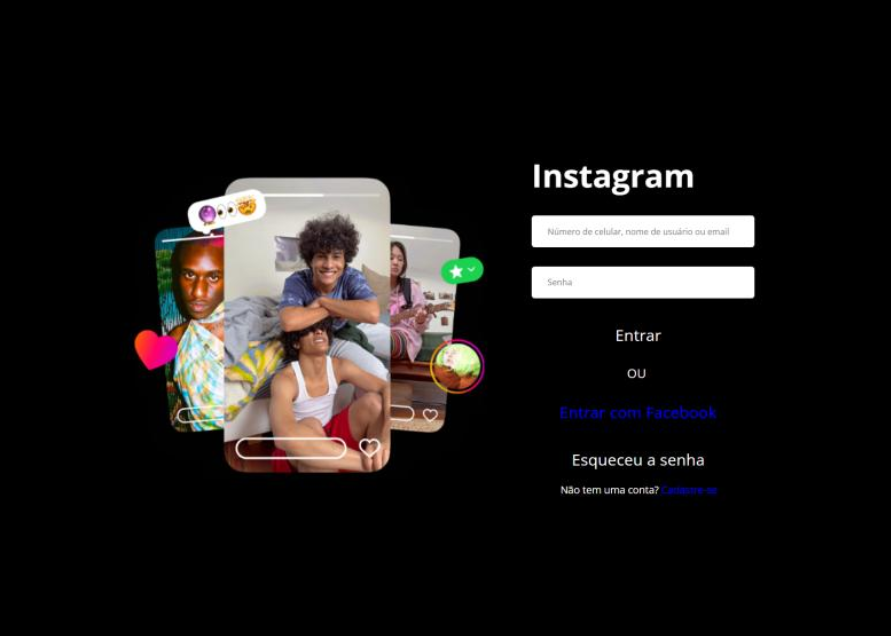 Instagram
Número de celular, nome de usuário ou email
Senha
Entrar
OU
Entrar com Facebook
Esqueceu a senha
Não tem uma conta? Cadastre-se